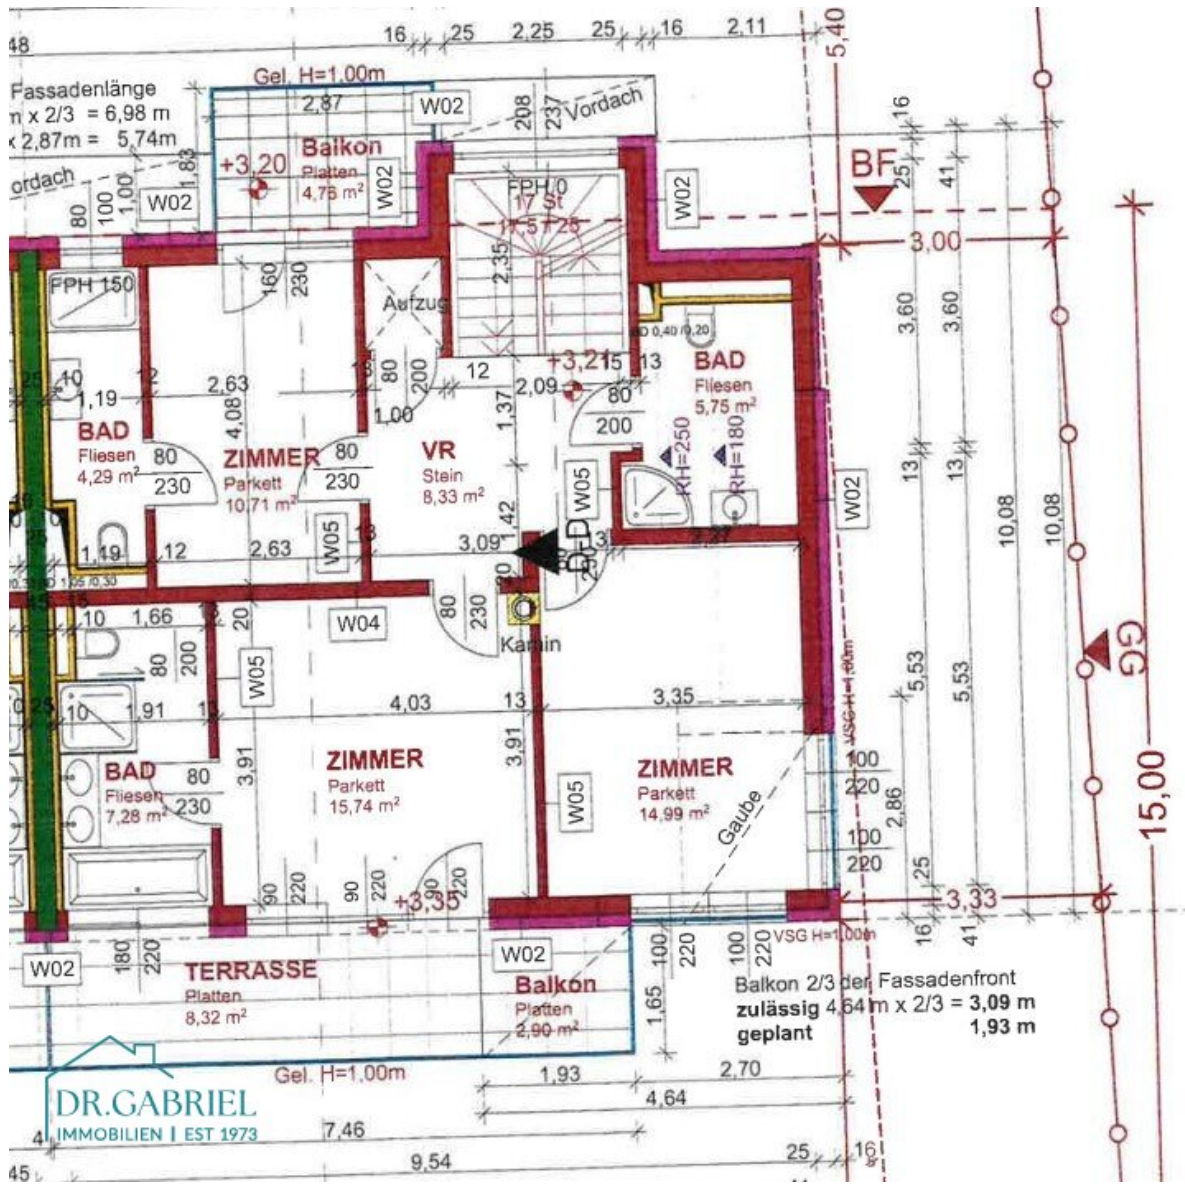 48
16
25
2,25
25
16
2,11
5,40
Fassadenlänge
m x 2/3 = 6,98 m
x 2,87m = 5,74m
Gel. H=1,00m
2,87
W02
208
237
Vordach
ordach
1,83
+3,20
Balkon
Platten
4,76 m²
W02
W02
80
100
1,00
W02
FPH 0
17 St
2,35
16
25
41
BF
3,00
FPH 150
160
230
Aufzug
3,60
3,60
+3,21
15
13
BAD
Fliesen
5,75 m²
25
10
1,19
12
2,63
80
200
12
2,09
80
200
1,00
1,37
4,08
BAD
Fliesen
4,29 m²
80
230
ZIMMER
Parkett
10,71 m²
80
230
VR
Stein
8,33 m²
RH=250
RH=180
W05
W02
13
13
10,08
10,08
W05
1,42
D-D
1,19
12
2,63
3,09
13
10
1,66
20
W04
80
230
Kamin
80
200
W05
GG
5,53
5,53
VSG H=1,00m
10
1,91
4,03
13
3,35
3,91
3,91
BAD
Fliesen
7,28 m²
80
230
ZIMMER
Parkett
15,74 m²
W05
ZIMMER
Parkett
14,99 m²
Gaube
100
220
2,86
100
220
15,00
90
220
90
220
90
220
+3,35
25
3,33
16
41
W02
180
220
TERRASSE
Platten
8,32 m²
W02
Balkon
Platten
2,90 m²
100
220
100
220
VSG H=1,00m
1,65
Balkon 2/3 der Fassadenfront
zulässig 4,64 m x 2/3 = 3,09 m
geplant 1,93 m
Gel. H=1,00m
1,93
2,70
4,64
DR.GABRIEL
IMMOBILIEN | EST 1973
7,46
9,54
25
16
45